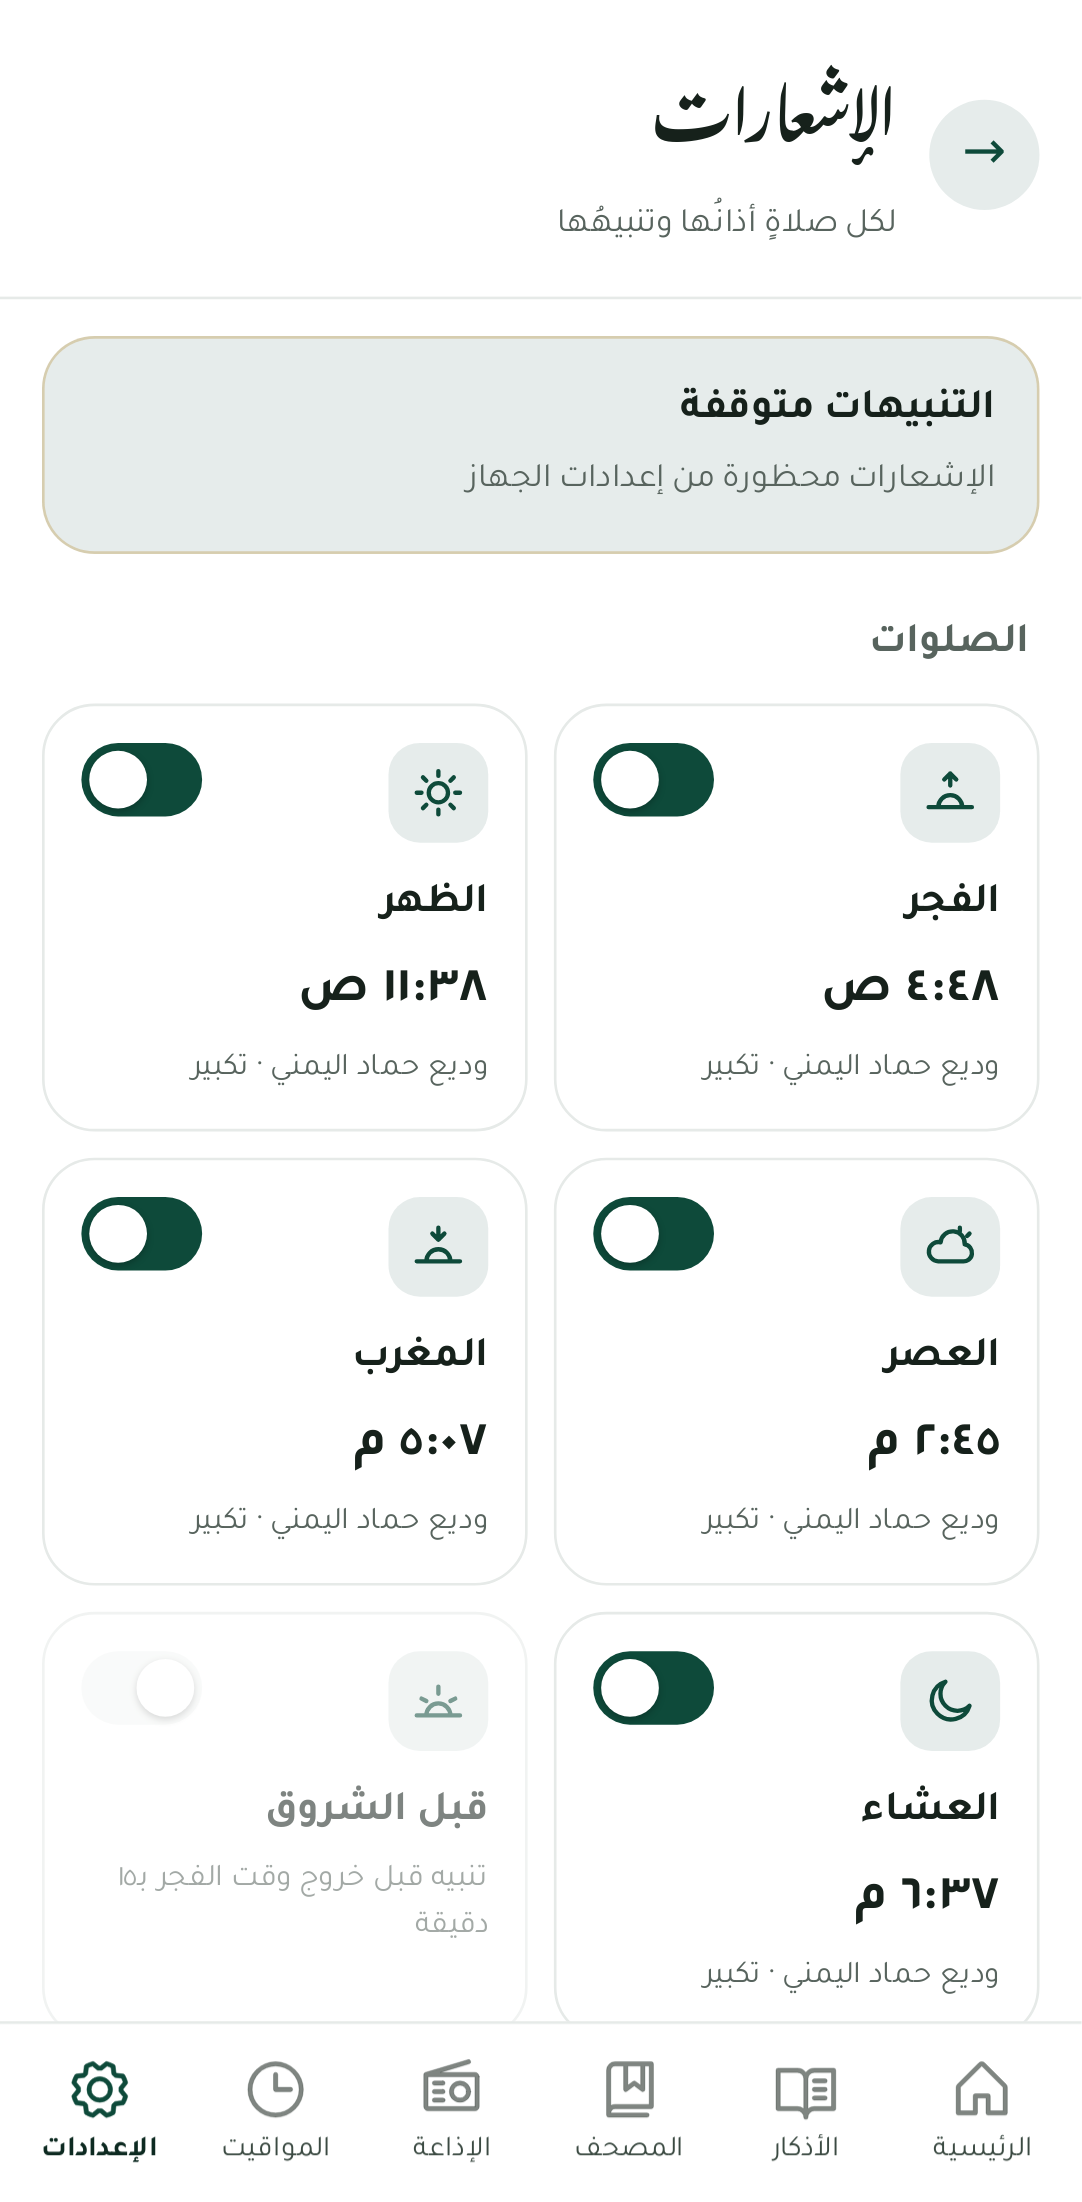 الإشعارات
لكل صلاةٍ أذانُها وتنبيهُها
التنبيهات متوقفة
الإشعارات محظورة من إعدادات الجهاز
الصلوات
الفجر
٤:٤٨ ص
وديع حماد اليمني · تكبير
الظهر
١١:٣٨ ص
وديع حماد اليمني · تكبير
العصر
٢:٤٥ م
وديع حماد اليمني · تكبير
المغرب
٥:٠٧ م
وديع حماد اليمني · تكبير
العشاء
٦:٣٧ م
وديع حماد اليمني · تكبير
قبل الشروق
تنبيه قبل خروج وقت الفجر بـ١٥
دقيقة
الرئيسية
الأذكار
المصحف
الإذاعة
المواقيت
الإعدادات